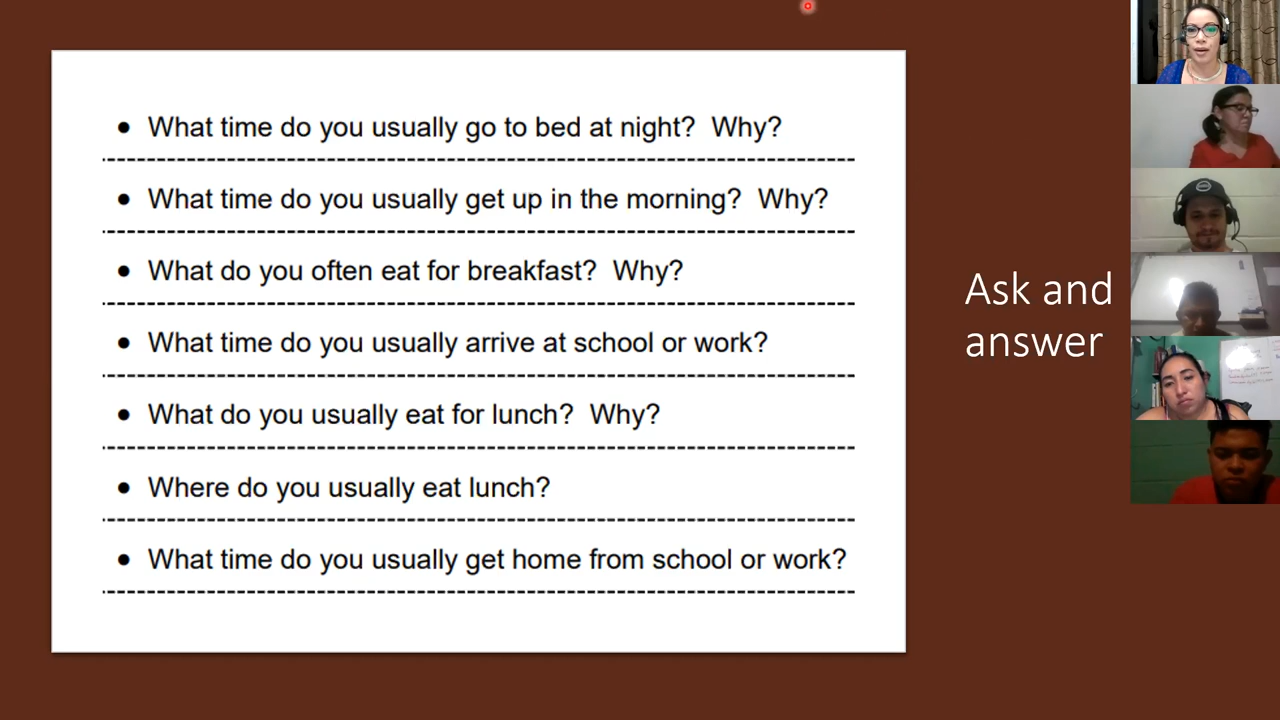 • What time do you usually go to bed at night? Why?
• What time do you usually get up in the morning? Why?
• What do you often eat for breakfast? Why?
• What time do you usually arrive at school or work?
• What do you usually eat for lunch? Why?
• Where do you usually eat lunch?
• What time do you usually get home from school or work?
Ask and
answer